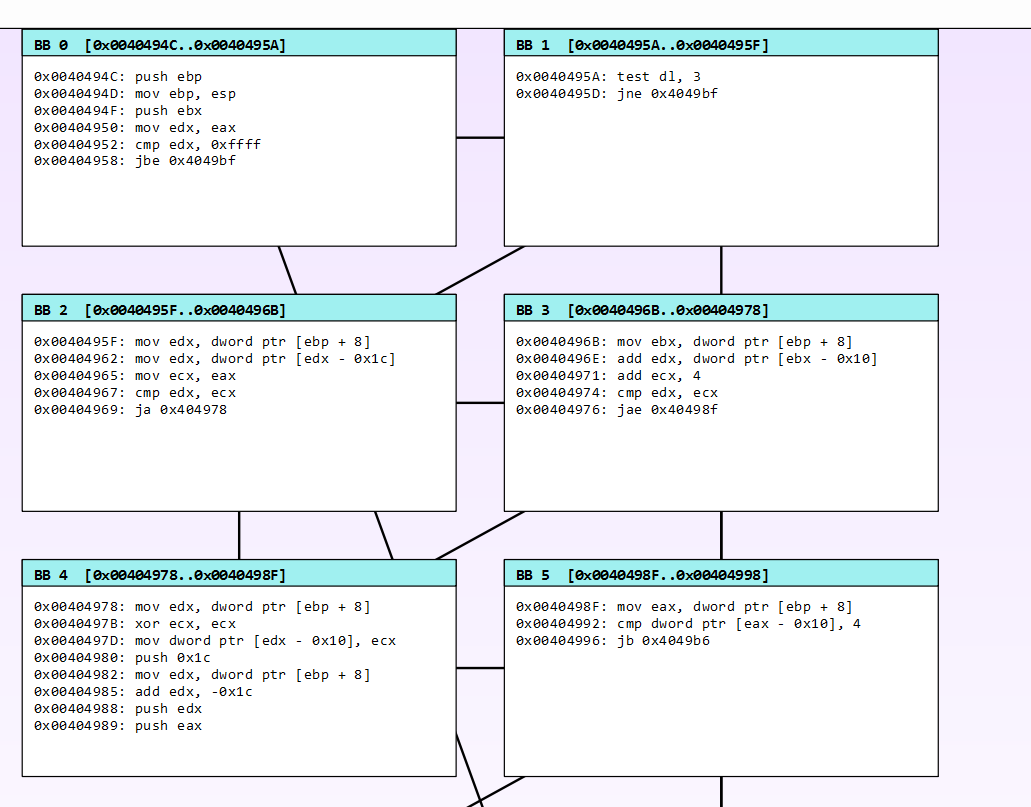 BB 0 [0x0040494C..0x0040495A]
0x0040494C: push ebp
0x0040494D: mov ebp, esp
0x0040494F: push ebx
0x00404950: mov edx, eax
0x00404952: cmp edx, 0xffff
0x00404958: jbe 0x4049bf
BB 1 [0x0040495A..0x0040495F]
0x0040495A: test dl, 3
0x0040495D: jne 0x4049bf
BB 2 [0x0040495F..0x0040496B]
0x0040495F: mov edx, dword ptr [ebp + 8]
0x00404962: mov edx, dword ptr [edx - 0x1c]
0x00404965: mov ecx, eax
0x00404967: cmp edx, ecx
0x00404969: ja 0x404978
BB 3 [0x0040496B..0x00404978]
0x0040496B: mov ebx, dword ptr [ebp + 8]
0x0040496E: add edx, dword ptr [ebx - 0x10]
0x00404971: add ecx, 4
0x00404974: cmp edx, ecx
0x00404976: jae 0x40498f
BB 4 [0x00404978..0x0040498F]
0x00404978: mov edx, dword ptr [ebp + 8]
0x0040497B: xor ecx, ecx
0x0040497D: mov dword ptr [edx - 0x10], ecx
0x00404980: push 0x1c
0x00404982: mov edx, dword ptr [ebp + 8]
0x00404985: add edx, -0x1c
0x00404988: push edx
0x00404989: push eax
BB 5 [0x0040498F..0x00404998]
0x0040498F: mov eax, dword ptr [ebp + 8]
0x00404992: cmp dword ptr [eax - 0x10], 4
0x00404996: jb 0x4049b6